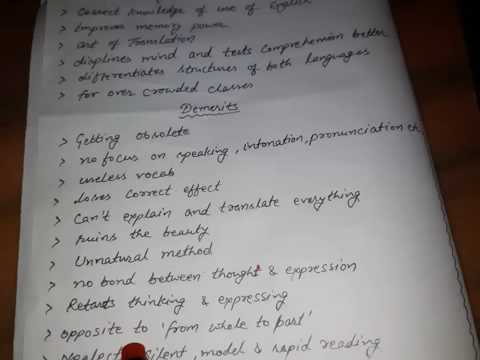 > Correct Knowledge of use of English
> Improves memory power
> art of Translation
> displines mind and tests comprehension better
> differentiates structures of both languages
> for over crowded classes
Demerits
> Getting obsolete
> no focus on speaking, intonation, pronunciation etc.
> useless vocab
> loses correct effect
> Can't explain and translate everything
> ruins the beauty
> Unnatural method
> no bond between thought & expression
> Retarts thinking & expressing
> opposite to 'from whole to part'
> silent, model & rapid reading